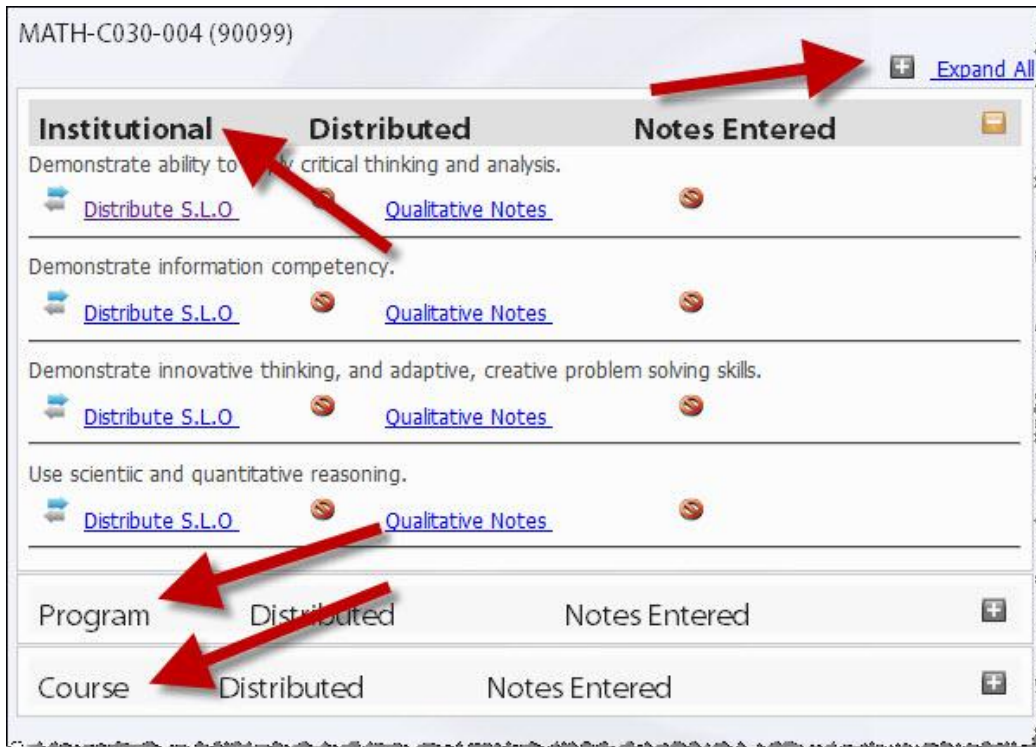 MATH-C030-004 (90099)
Expand All
Institutional Distributed Notes Entered
Demonstrate ability to apply critical thinking and analysis.
Distribute S.L.O Qualitative Notes
Demonstrate information competency.
Distribute S.L.O Qualitative Notes
Demonstrate innovative thinking, and adaptive, creative problem solving skills.
Distribute S.L.O Qualitative Notes
Use scientiic and quantitative reasoning.
Distribute S.L.O Qualitative Notes
Program Distributed Notes Entered
Course Distributed Notes Entered